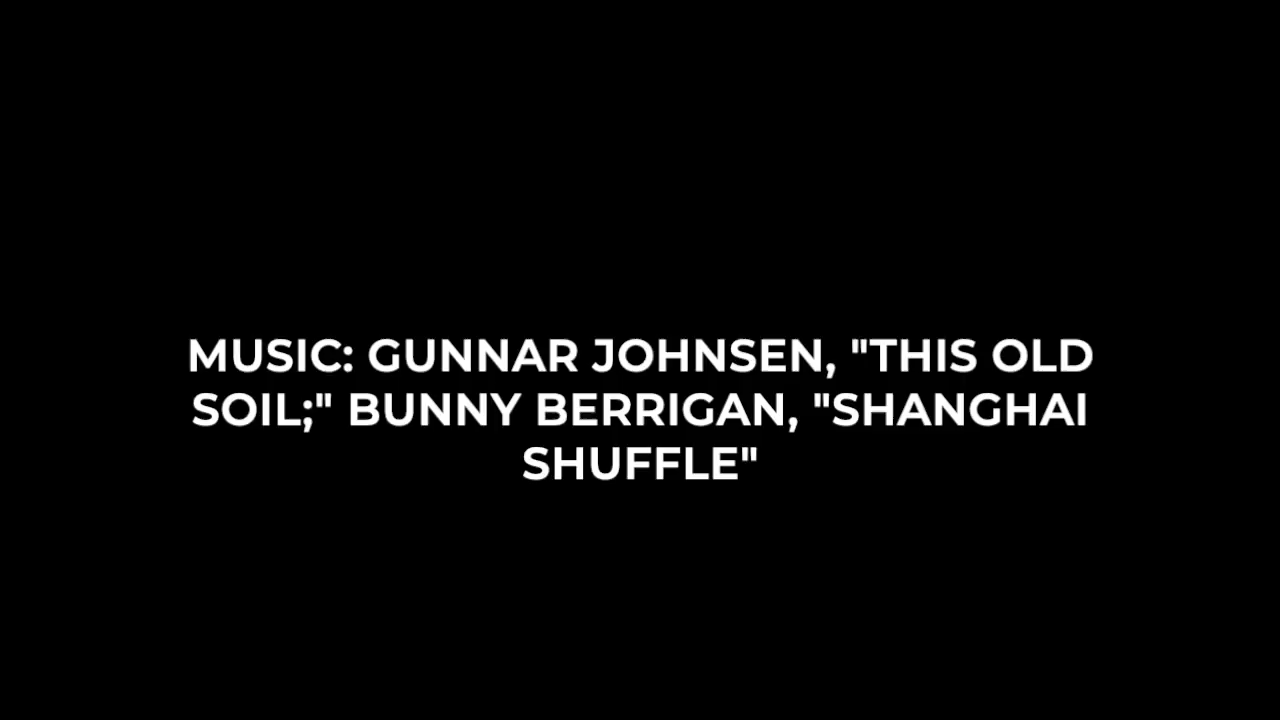 MUSIC: GUNNAR JOHNSEN, "THIS OLD
SOIL;" BUNNY BERRIGAN, "SHANGHAI
SHUFFLE"